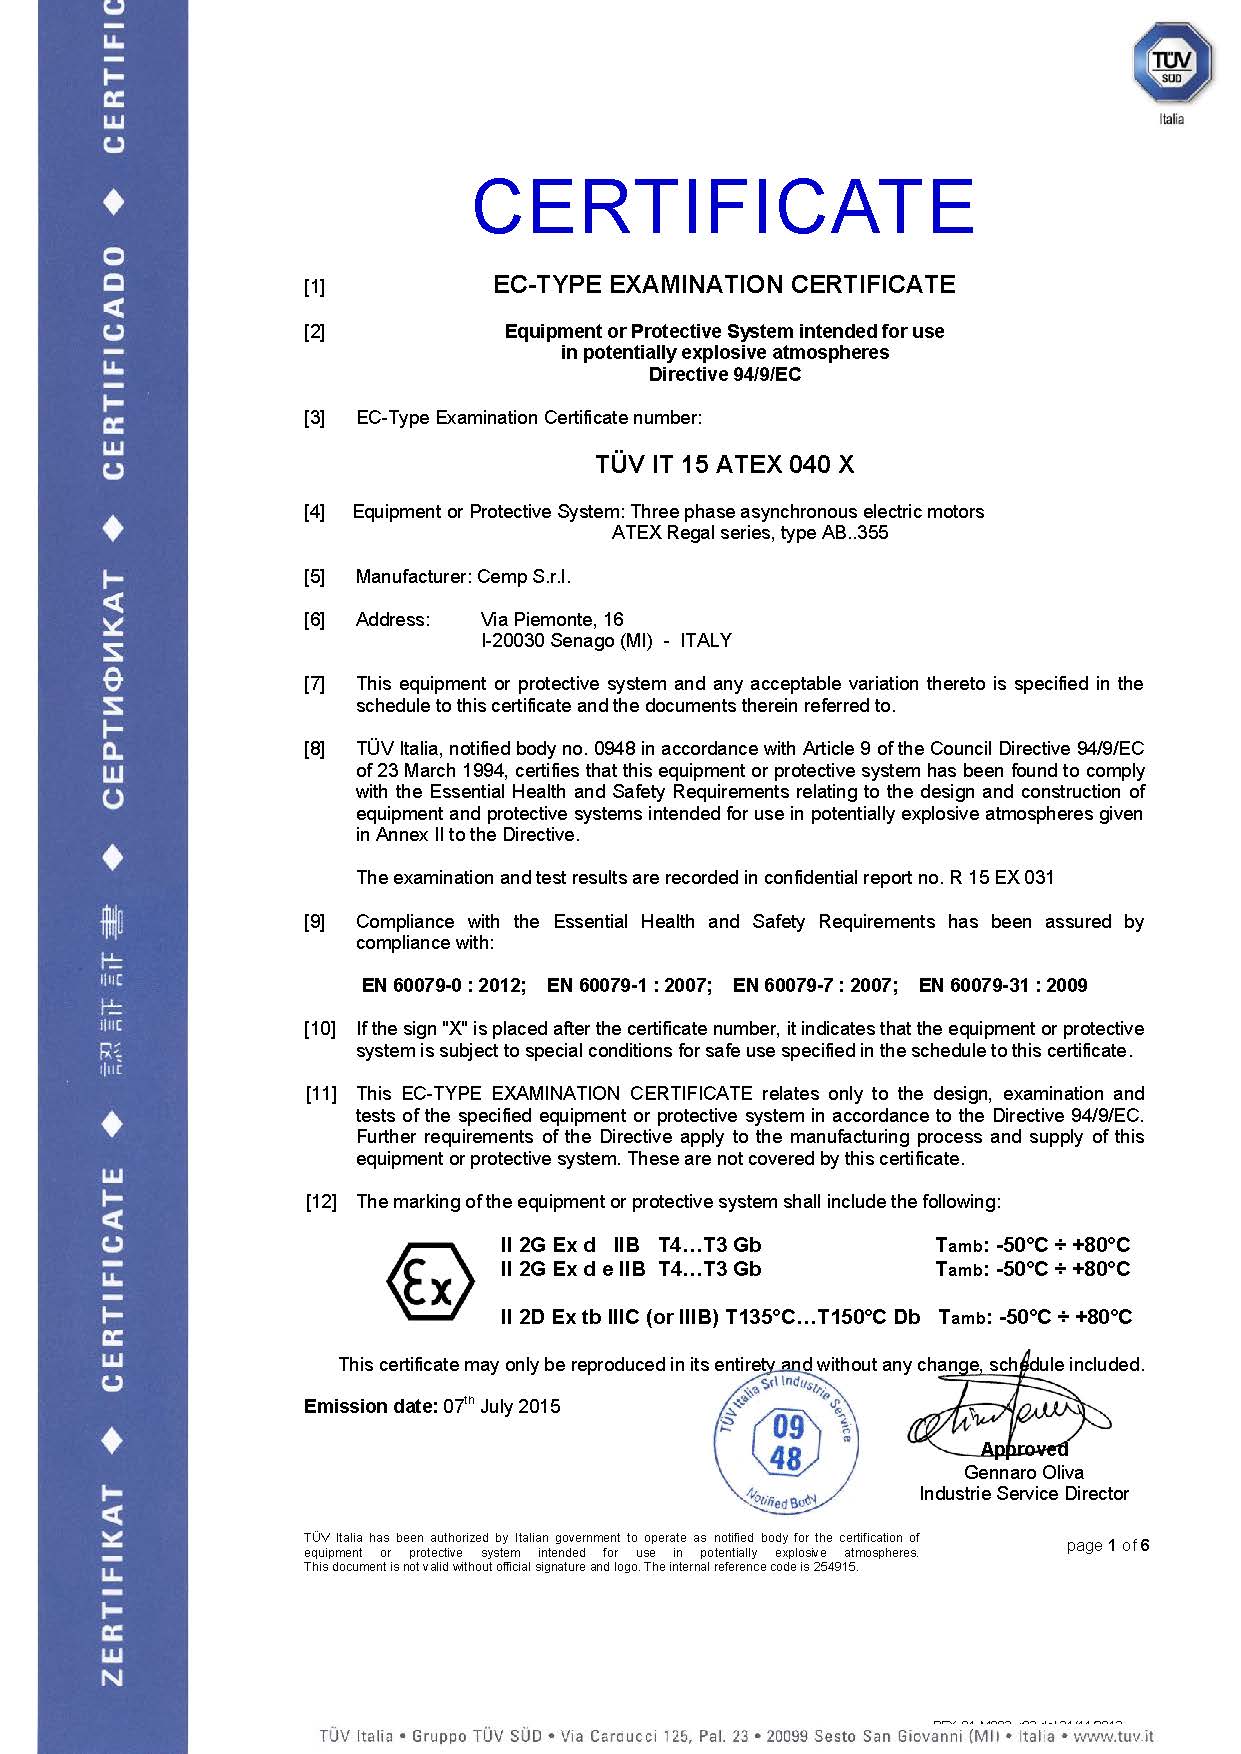 TÜV
SÜD
Italia
CERTIFICATE
[1] EC-TYPE EXAMINATION CERTIFICATE
[2] Equipment or Protective System intended for use
in potentially explosive atmospheres
Directive 94/9/EC
[3] EC-Type Examination Certificate number:
TÜV IT 15 ATEX 040 X
[4] Equipment or Protective System: Three phase asynchronous electric motors
ATEX Regal series, type AB..355
[5] Manufacturer: Cemp S.r.l.
[6] Address: Via Piemonte, 16
I-20030 Senago (MI) - ITALY
[7] This equipment or protective system and any acceptable variation thereto is specified in the
schedule to this certificate and the documents therein referred to.
[8] TÜV Italia, notified body no. 0948 in accordance with Article 9 of the Council Directive 94/9/EC
of 23 March 1994, certifies that this equipment or protective system has been found to comply
with the Essential Health and Safety Requirements relating to the design and construction of
equipment and protective systems intended for use in potentially explosive atmospheres given
in Annex II to the Directive.
The examination and test results are recorded in confidential report no. R 15 EX 031
[9] Compliance with the Essential Health and Safety Requirements has been assured by
compliance with:
EN 60079-0 : 2012; EN 60079-1 : 2007; EN 60079-7 : 2007; EN 60079-31 : 2009
[10] If the sign "X" is placed after the certificate number, it indicates that the equipment or protective
system is subject to special conditions for safe use specified in the schedule to this certificate.
[11] This EC-TYPE EXAMINATION CERTIFICATE relates only to the design, examination and
tests of the specified equipment or protective system in accordance to the Directive 94/9/EC.
Further requirements of the Directive apply to the manufacturing process and supply of this
equipment or protective system. These are not covered by this certificate.
[12] The marking of the equipment or protective system shall include the following:
Ex
II 2G Ex d IIB T4…T3 Gb Tamb: -50°C ÷ +80°C
II 2G Ex d e IIB T4…T3 Gb Tamb: -50°C ÷ +80°C
II 2D Ex tb IIIC (or IIIB) T135°C…T150°C Db Tamb: -50°C ÷ +80°C
This certificate may only be reproduced in its entirety and without any change, schedule included.
Emission date: 07th July 2015
TÜV Italia Srl Industrie Service
09
48
Notified Body
Approved
Gennaro Oliva
Industrie Service Director
TÜV Italia has been authorized by Italian government to operate as notified body for the certification of
equipment or protective system intended for use in potentially explosive atmospheres.
This document is not valid without official signature and logo. The internal reference code is 254915.
page 1 of 6
TÜV Italia • Gruppo TÜV SÜD • Via Carducci 125, Pal. 23 • 20099 Sesto San Giovanni (MI) • Italia • www.tuv.it
ZERTIFIKAT ♦ CERTIFICATE ♦ 認証証書 ♦ СЕРТИФИКАТ ♦ CERTIFICADO ♦ CERTIFIC